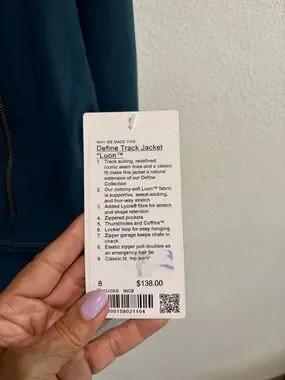 WHY WE MADE THIS
Define Track Jacket
*Luon™
1 Track suiting, redefined.
Iconic seam lines and a classic
fit make this jacket a natural
extension of our Define
Collection
2 Our cottony-soft Luon™ fabric
is supportive, sweat-wicking,
and four-way stretch
3 Added Lycra® fibre for stretch
and shape retention
4 Zippered pockets
5 Thumbholes and Cuffins™
6 Locker loop for easy hanging
7 Zipper garage keeps chafe in
check
8 Elastic zipper pull doubles as
an emergency hair tie
9 Classic fit, hip
8 $138.00
INCB
000158021104